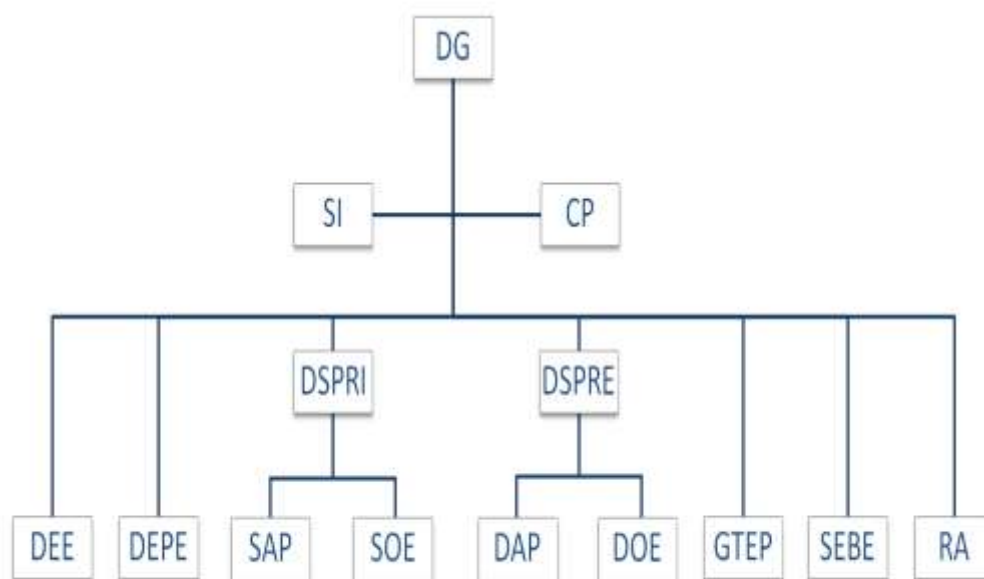 DG
SI
CP
DSPRI
DSPRE
DEE
DEPE
SAP
SOE
DAP
DOE
GTEP
SEBE
RA